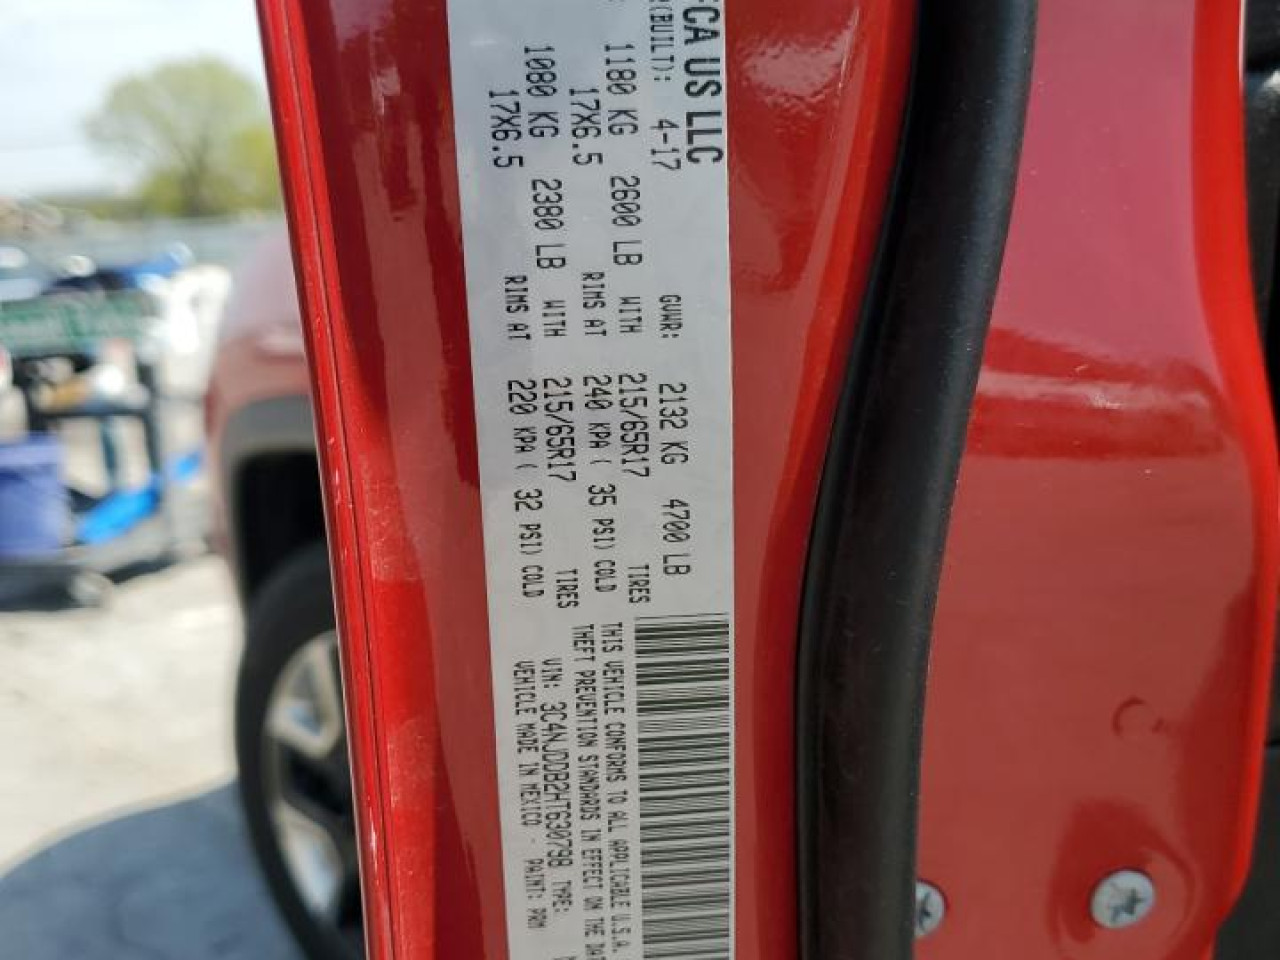 FCA US LLC
(BUILT): 4-17 GVWR: 2132 KG 4700 LB
1180 KG 2600 LB WITH 215/65R17 TIRES
17X6.5 RIMS AT 240 KPA ( 35 PSI) COLD
1080 KG 2380 LB WITH 215/65R17 TIRES
17X6.5 RIMS AT 220 KPA ( 32 PSI) COLD
THIS VEHICLE CONFORMS TO ALL APPLICABLE U.S.A.
THEFT PREVENTION STANDARDS IN EFFECT ON THE DAT
VIN: 3C4NJDDB2HT630798 TYPE:
VEHICLE MADE IN MEXICO - PAINT: PRM